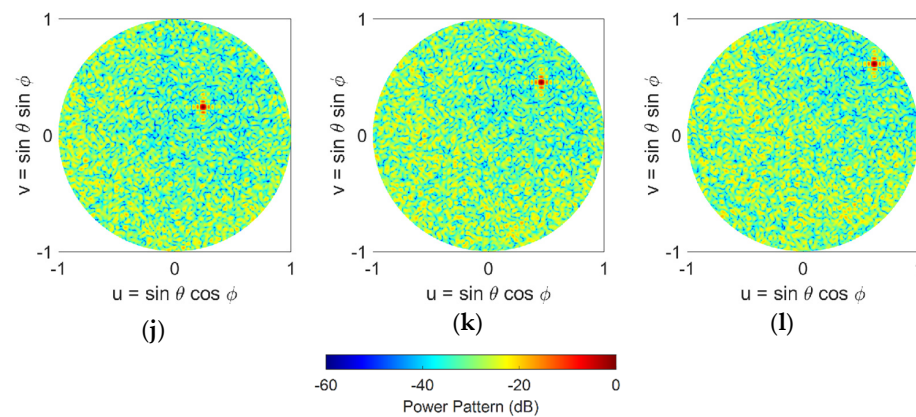 1 1 1
v = sin θ sin ϕ v = sin θ sin ϕ v = sin θ sin ϕ
0 0 0
-1 -1 -1
-1 0 1 -1 0 1 -1 0 1
u = sin θ cos ϕ u = sin θ cos ϕ u = sin θ cos ϕ
(j) (k) (l)
-60 -40 -20 0
Power Pattern (dB)